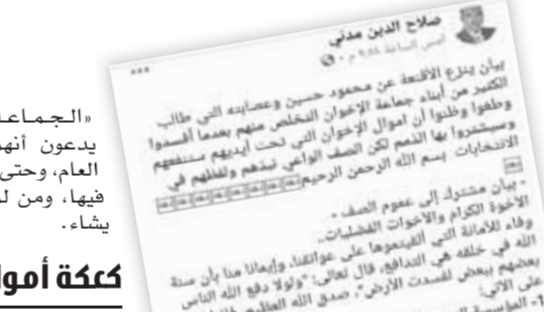 صلاح الدين مدني
أمس الساعة ٩:٥٥ م
بيان ينزع الأقنعة عن محمود حسين وعصابته التي طالب
الكثير من أبناء جماعة الإخوان التخلص منهم بعدما أفسدوا
وطغوا وظنوا أن اموال الإخوان التي تحت أيديهم ستنفعهم
وسيشتروا بها الذمم لكن الصف الواعي نبذهم ولفظهم في
الانتخابات بسم الله الرحمن الرحيم
- بيان مشترك إلى عموم الصف -
الأخوة الكرام والأخوات الفضليات..
وفاء للأمانة التي ألقيتموها على عواتقنا، وإيمانا منا بأن سنة
الله في خلقه هي التدافع، قال تعالى: "ولولا دفع الله الناس
بعضهم ببعض لفسدت الأرض"، صدق الله العظيم،
على الآتي:
1- المؤسسة
«الجماعة
يدعون أنهم
العام، وحتى
فيها، ومن
يشاء.
كعكة أموا